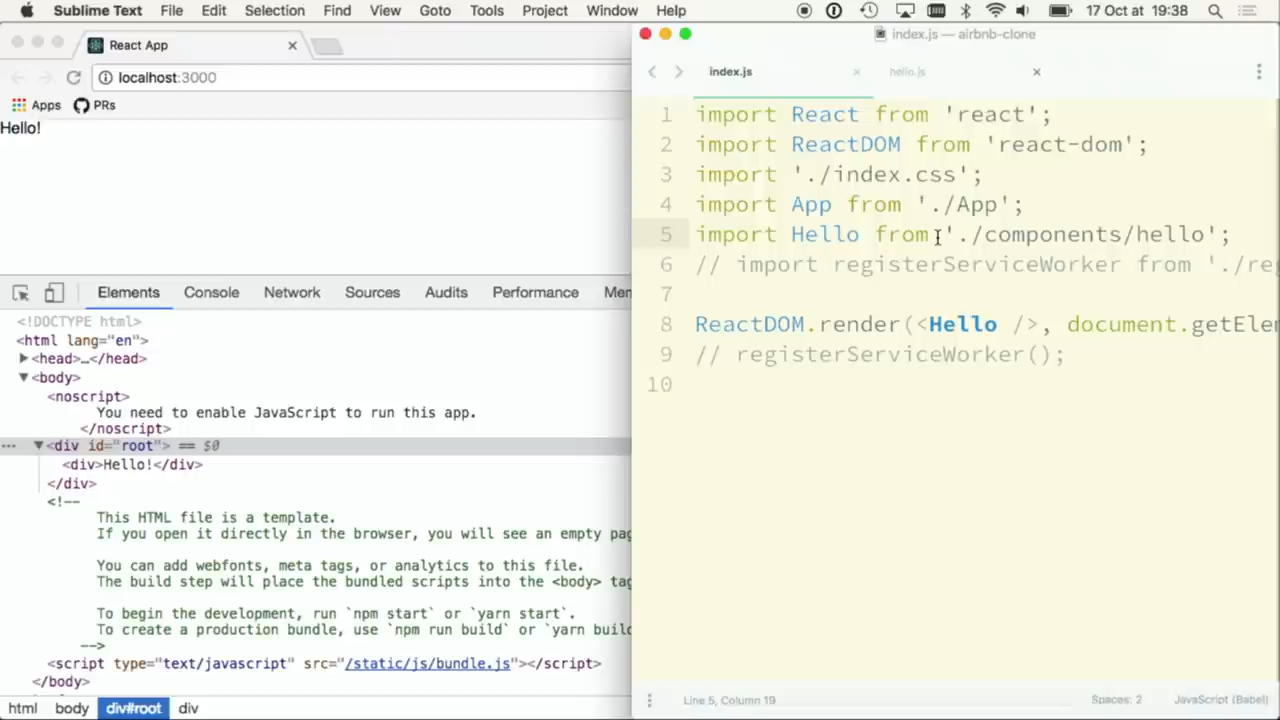 Sublime Text File Edit Selection Find View Goto Tools Project Window Help 17 Oct at 19:38
React App
localhost:3000
Apps PRs
Hello!
Elements Console Network Sources Audits Performance Mem
<!DOCTYPE html>
<html lang="en">
<head>…</head>
<body>
<noscript>
You need to enable JavaScript to run this app.
</noscript>
<div id="root"> == $0
<div>Hello!</div>
</div>
<!--
This HTML file is a template.
If you open it directly in the browser, you will see an empty pag
You can add webfonts, meta tags, or analytics to this file.
The build step will place the bundled scripts into the <body> tag
To begin the development, run `npm start` or `yarn start`.
To create a production bundle, use `npm run build` or `yarn build
-->
<script type="text/javascript" src="/static/js/bundle.js"></script>
</body>
html body div#root div
index.js — airbnb-clone
index.js hello.js
1 import React from 'react';
2 import ReactDOM from 'react-dom';
3 import './index.css';
4 import App from './App';
5 import Hello from './components/hello';
6 // import registerServiceWorker from './reg
7
8 ReactDOM.render(<Hello />, document.getElem
9 // registerServiceWorker();
10
Line 5, Column 19 Spaces: 2 JavaScript (Babel)